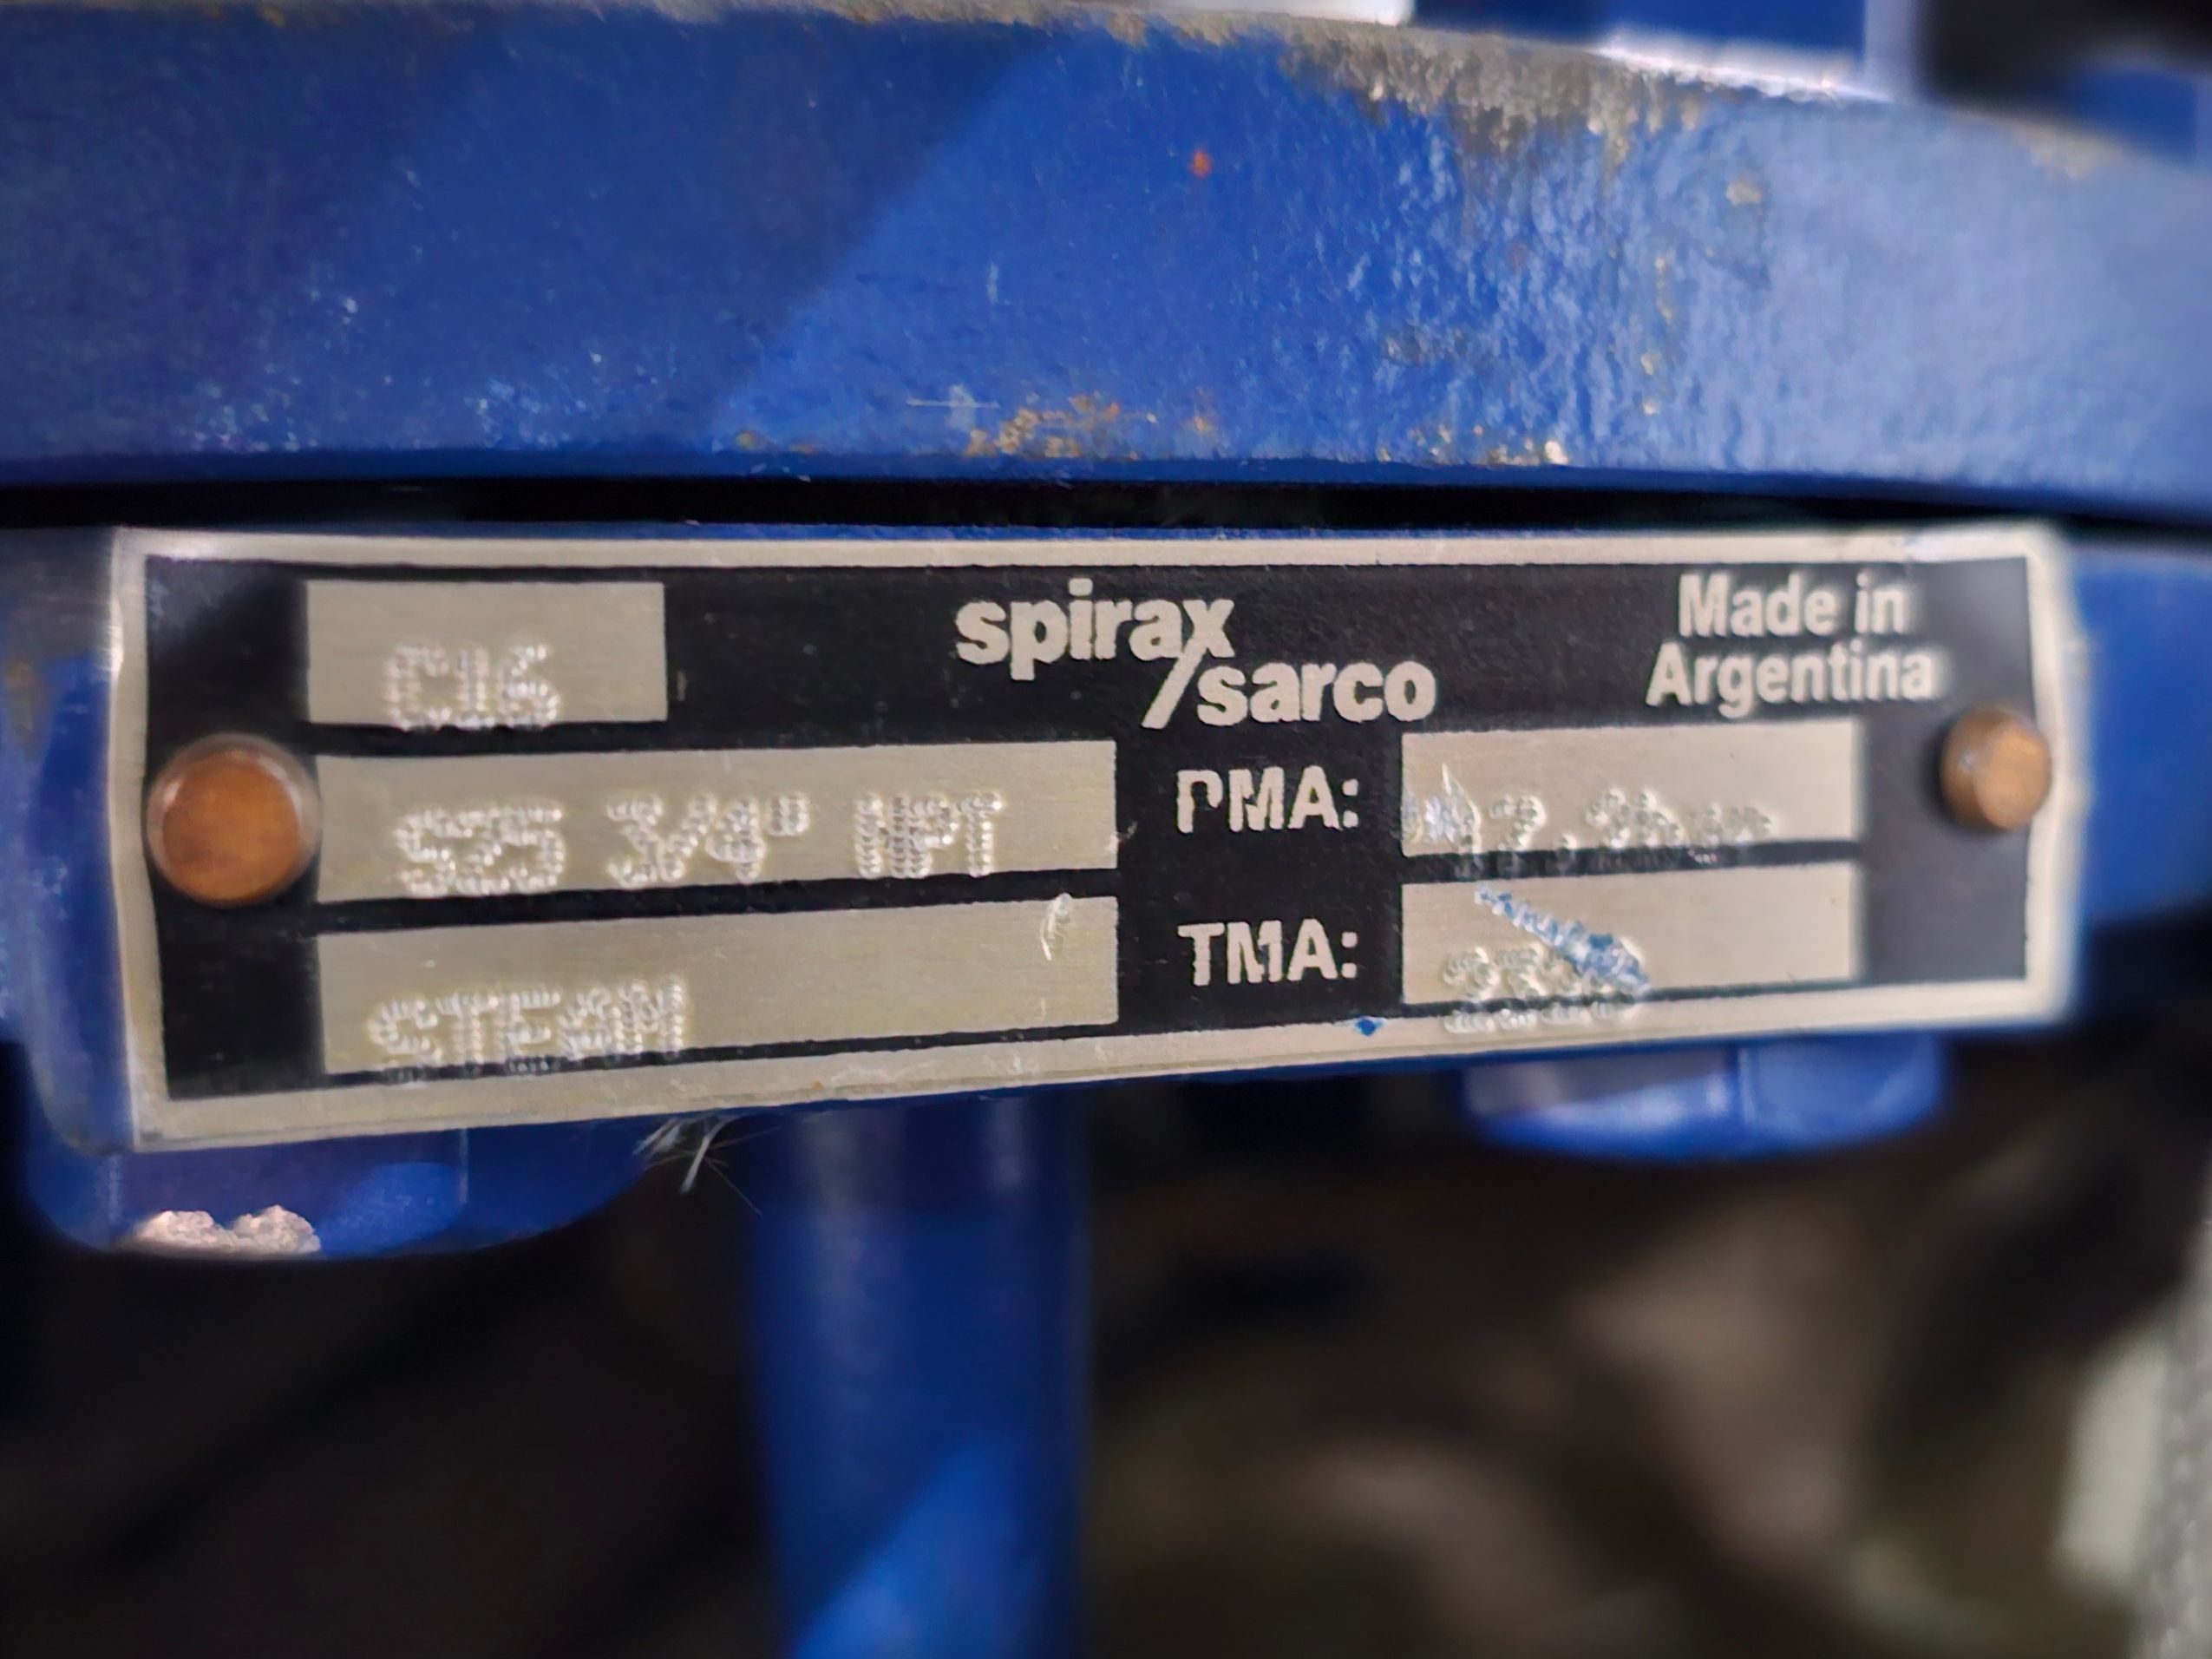 C16
spirax
/sarco
Made in
Argentina
S25 3/4" NPT
PMA:
STEAM
TMA: